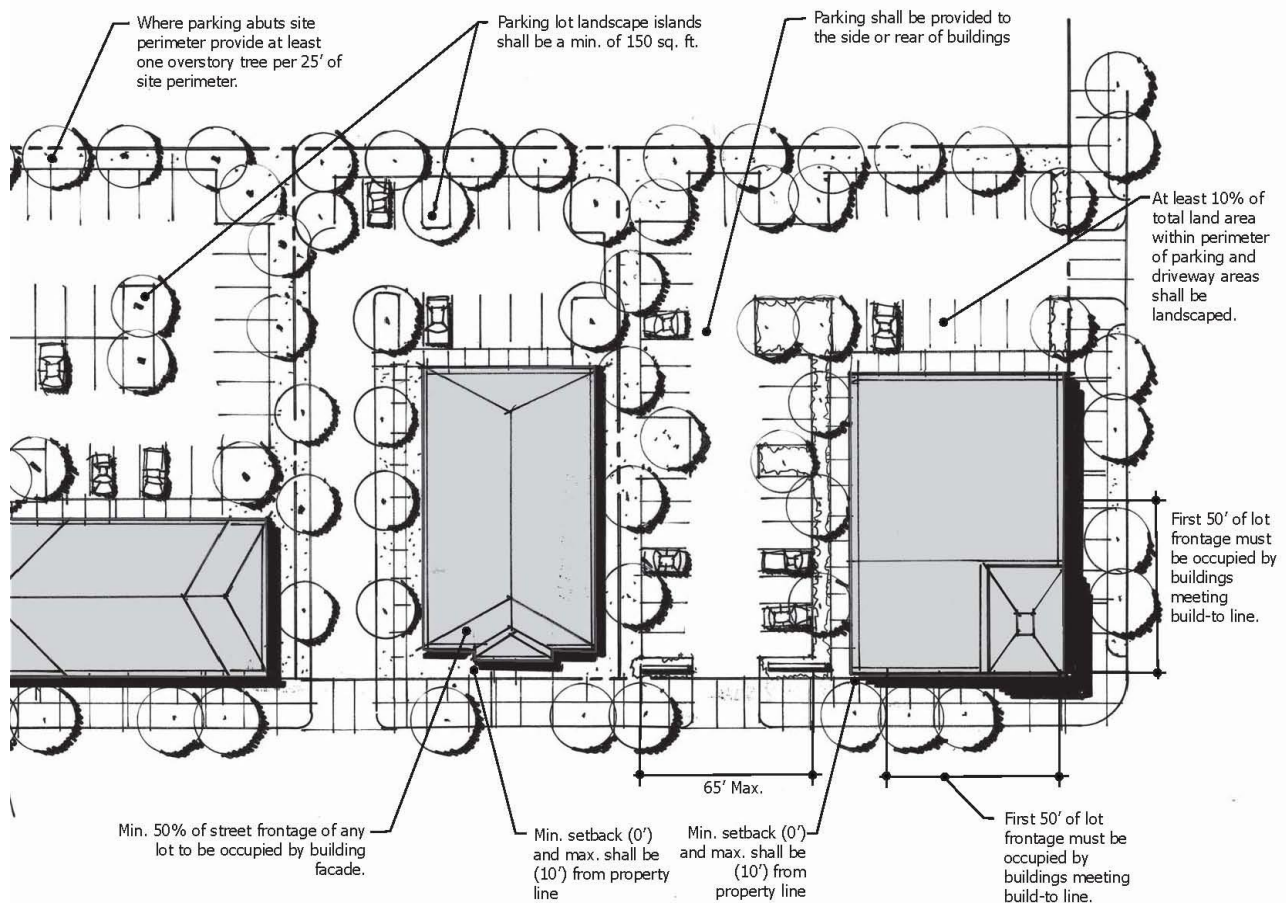 Where parking abuts site
perimeter provide at least
one overstory tree per 25' of
site perimeter.
Parking lot landscape islands
shall be a min. of 150 sq. ft.
Parking shall be provided to
the side or rear of buildings
At least 10% of
total land area
within perimeter
of parking and
driveway areas
shall be
landscaped.
First 50' of lot
frontage must
be occupied by
buildings
meeting
build-to line.
65' Max.
Min. 50% of street frontage of any
lot to be occupied by building
facade.
Min. setback (0')
and max. shall be
(10') from property
line
Min. setback (0')
and max. shall be
(10') from
property line
First 50' of lot
frontage must be
occupied by
buildings meeting
build-to line.